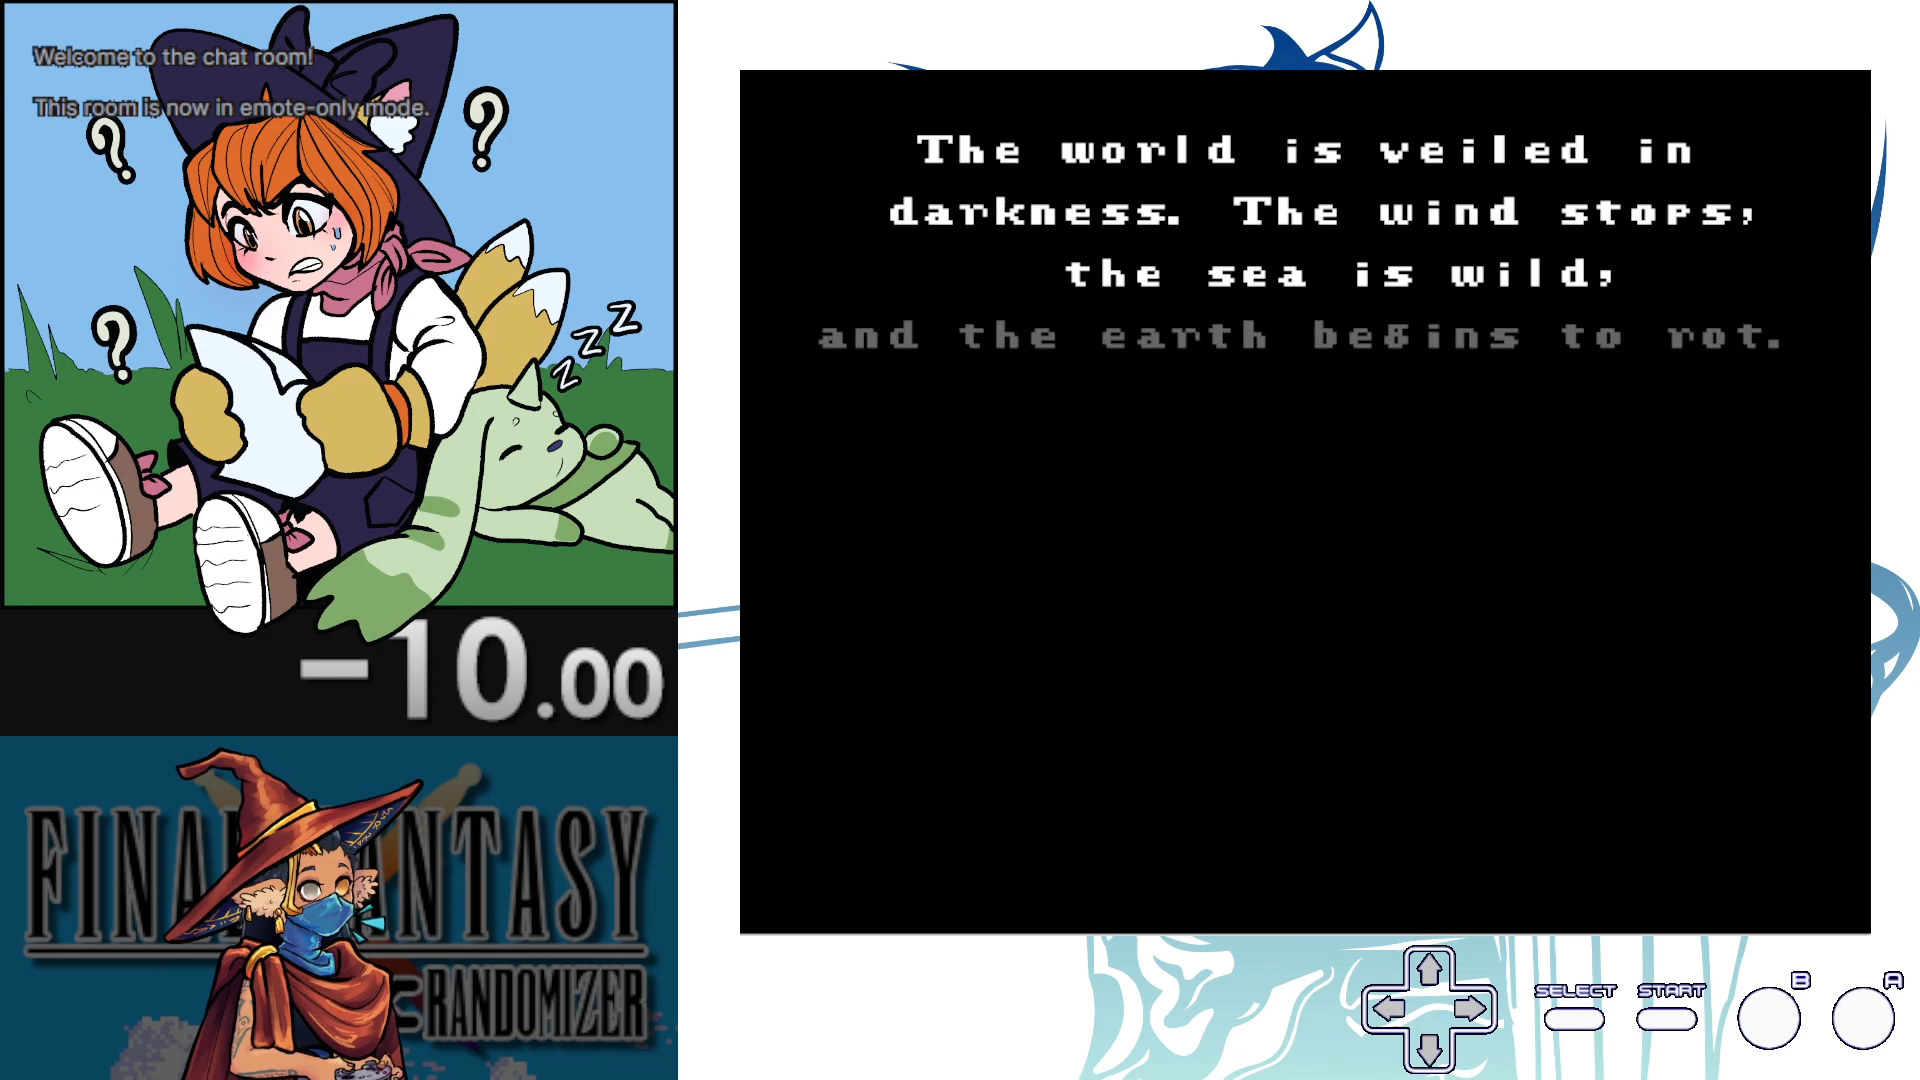 Welcome to the chat room!
This room is now in emote-only mode.
? ? ?
z z z
-10.00
FINAL FANTASY
RANDOMIZER
The world is veiled in
darkness. The wind stops,
the sea is wild,
and the earth begins to rot.
SELECT START B A